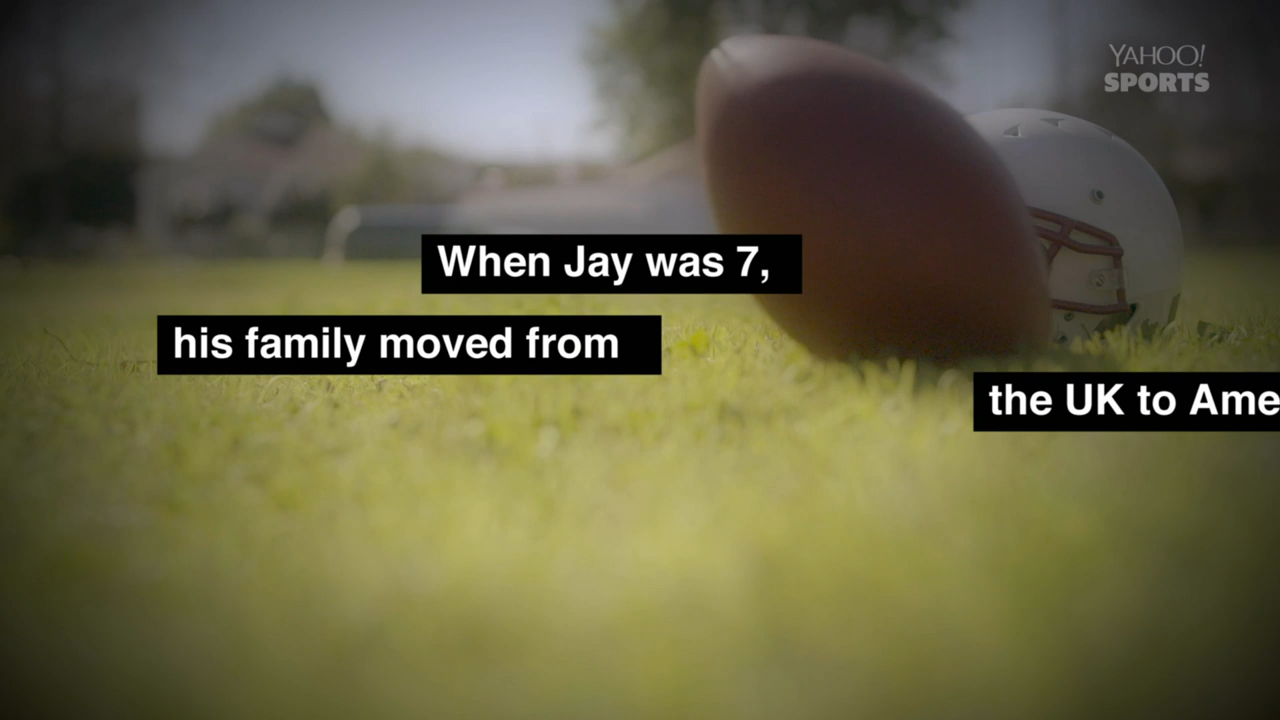 YAHOO!
SPORTS
When Jay was 7,
his family moved from
the UK to Ame